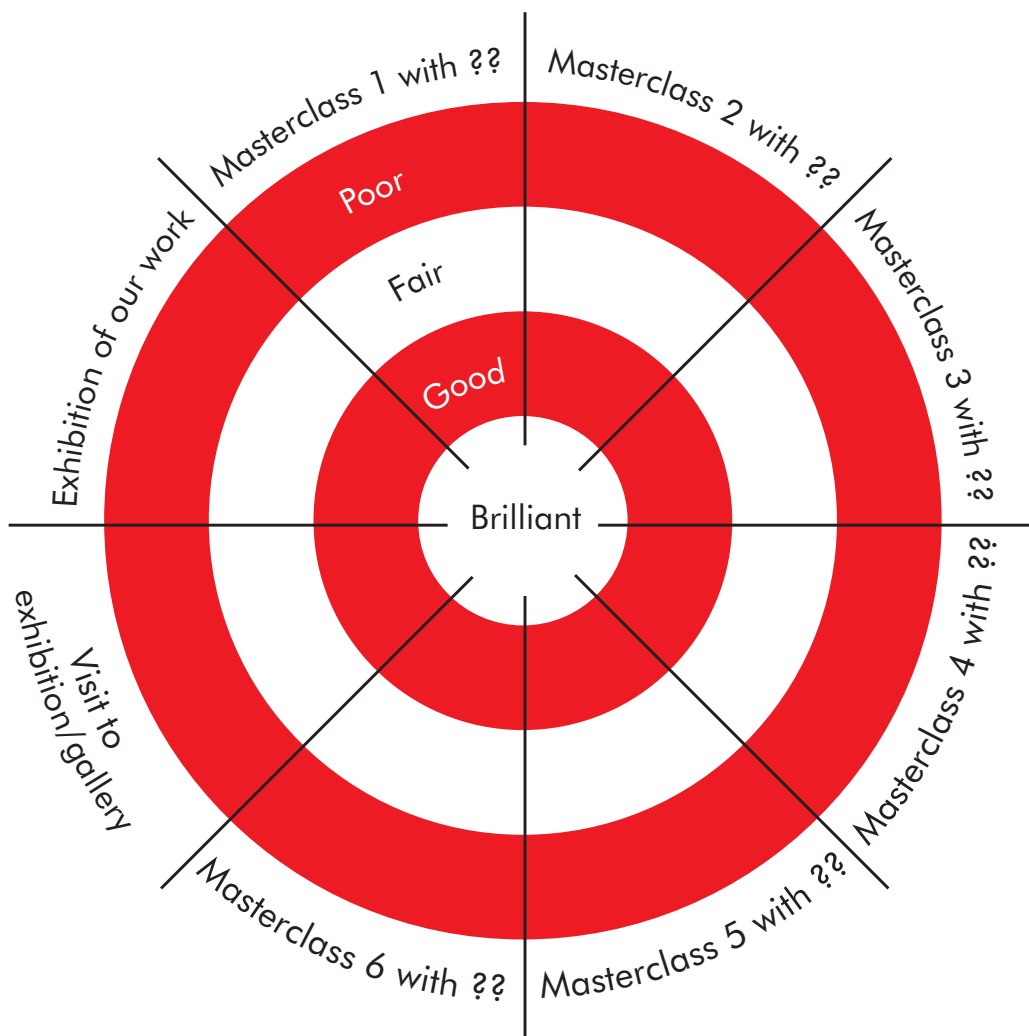 Masterclass 1 with ??
Masterclass 2 with ??
Masterclass 3 with ??
Masterclass 4 with ??
Masterclass 5 with ??
Masterclass 6 with ??
Visit to
exhibition/gallery
Exhibition of our work
Poor
Fair
Good
Brilliant